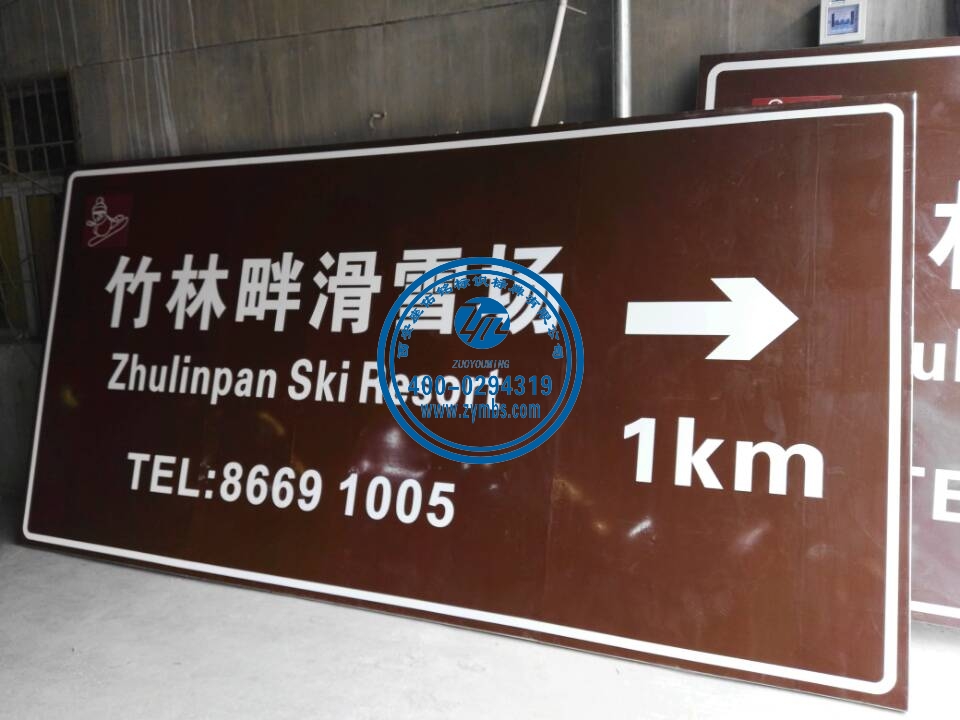 竹林畔滑雪场
Zhulinpan Ski Resort
TEL:8669 1005
1km
ZUOYOUMING
400-0294319
www.zymbs.com